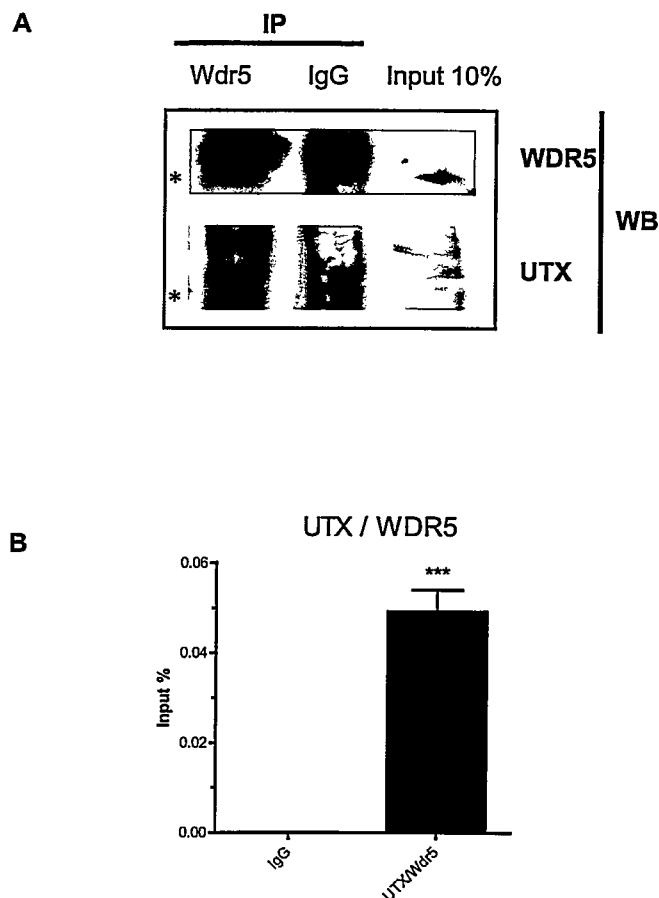 A
IP
Wdr5 IgG Input 10%
* WDR5
WB
* UTX
B
UTX / WDR5
***
0.06
0.04
0.02
0.00
Input %
IgG
UTX/Wdr5